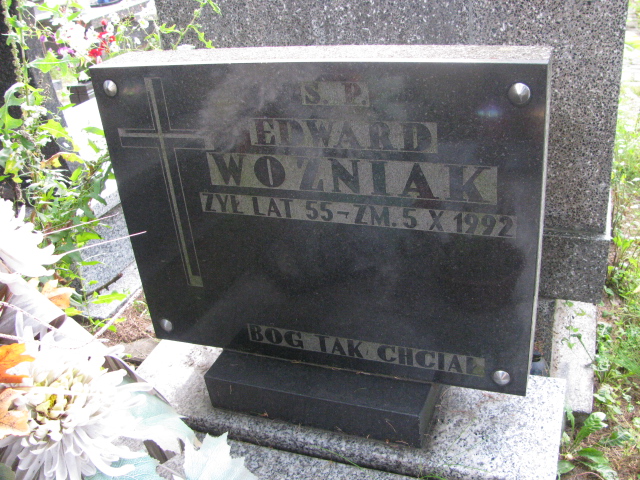 Ś. P.
EDWARD
WOŹNIAK
ŻYŁ LAT 55 - ZM. 5 X 1992
BÓG TAK CHCIAŁ